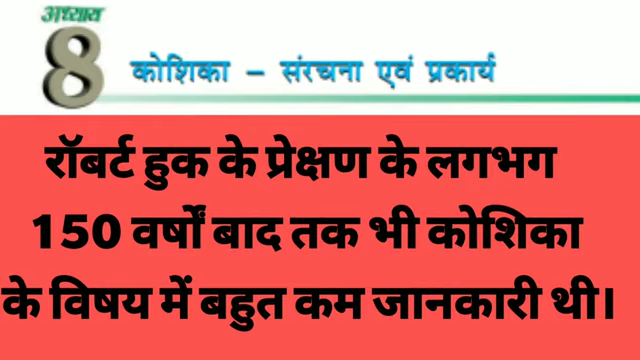 अध्याय
8
कोशिका – संरचना एवं प्रकार्य
रॉबर्ट हुक के प्रेक्षण के लगभग
150 वर्षों बाद तक भी कोशिका
के विषय में बहुत कम जानकारी थी।